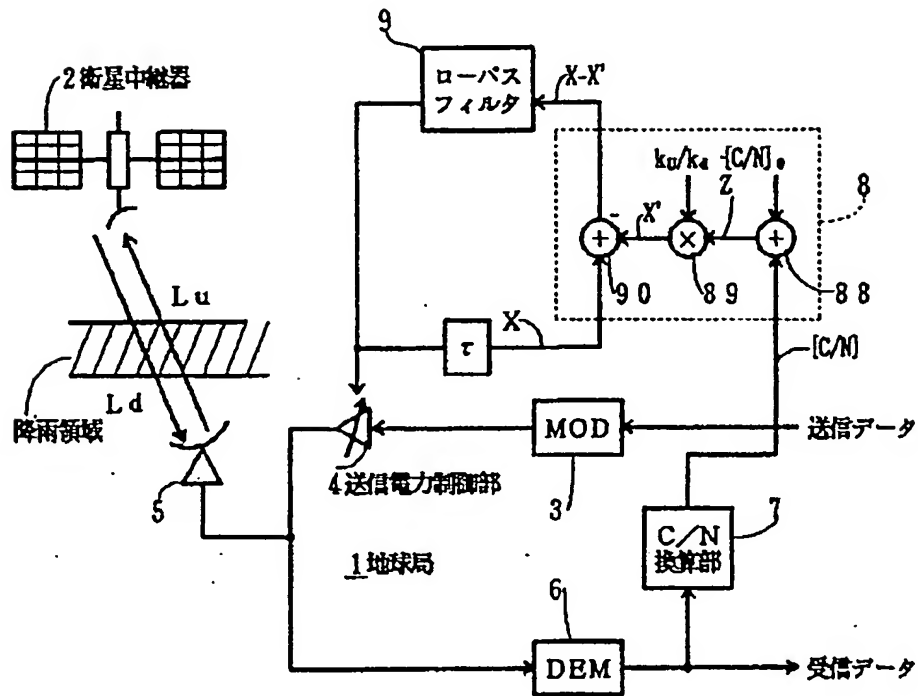 9
ローパス
フィルタ
X-X'
2衛星中継器
kᵤ/k_d
-[C/N]₀
8
Z
X'
+
-
×
+
90
89
88
Lu
X
τ
[C/N]
Ld
降雨領域
MOD
送信データ
4送信電力制御部
5
3
7
C/N
換算部
1地球局
6
DEM
受信データ